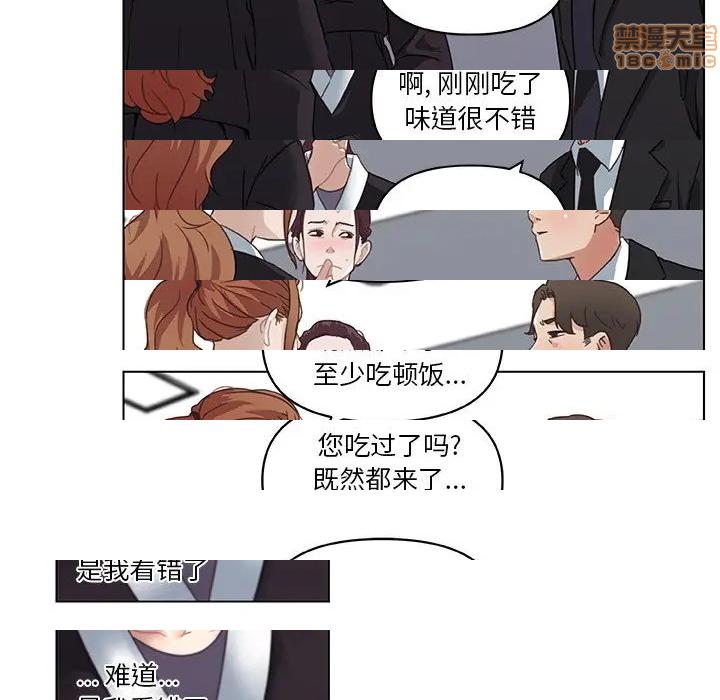 禁漫天堂
18COMIC
啊, 刚刚吃了
味道很不错
至少吃顿饭...
您吃过了吗?
既然都来了...
是我看错了
... 难道...